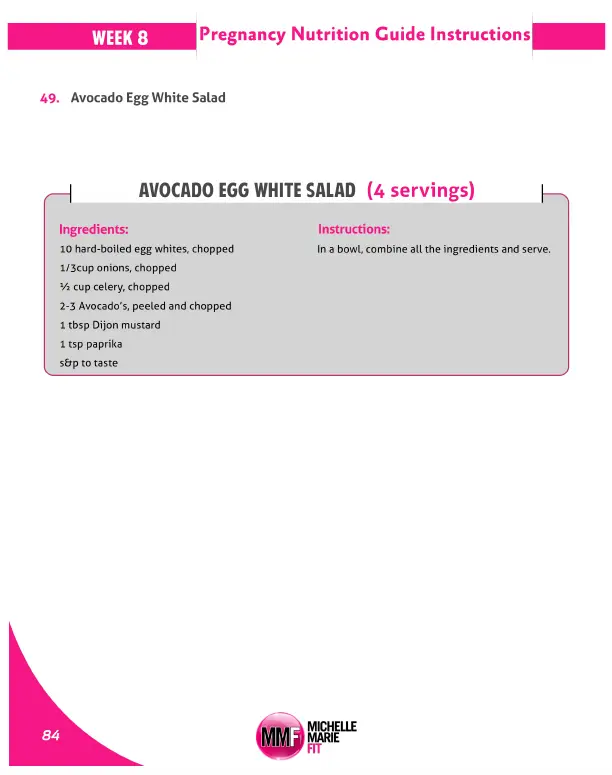 WEEK 8
Pregnancy Nutrition Guide Instructions
49. Avocado Egg White Salad
AVOCADO EGG WHITE SALAD (4 servings)
Ingredients:
10 hard-boiled egg whites, chopped
1/3cup onions, chopped
½ cup celery, chopped
2-3 Avocado's, peeled and chopped
1 tbsp Dijon mustard
1 tsp paprika
s&p to taste
Instructions:
In a bowl, combine all the ingredients and serve.
84
MMF
MICHELLE
MARIE
FIT